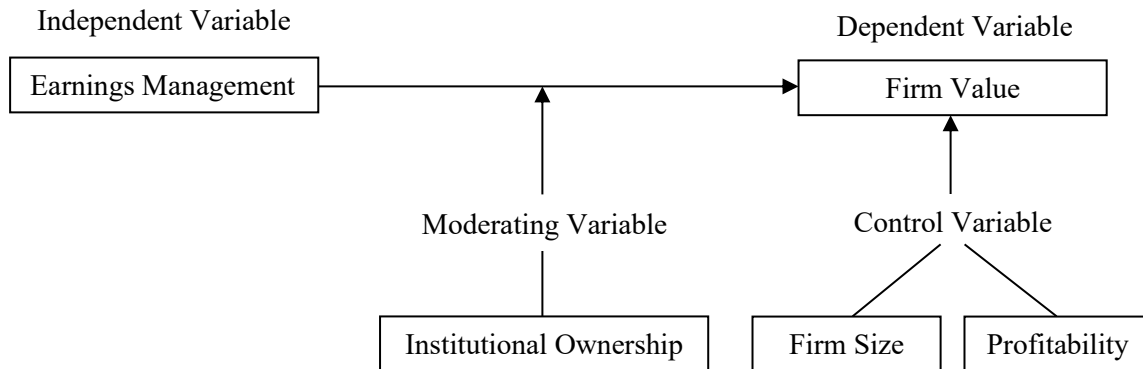 Independent Variable
Dependent Variable
Earnings Management
Firm Value
Moderating Variable
Control Variable
Institutional Ownership
Firm Size
Profitability